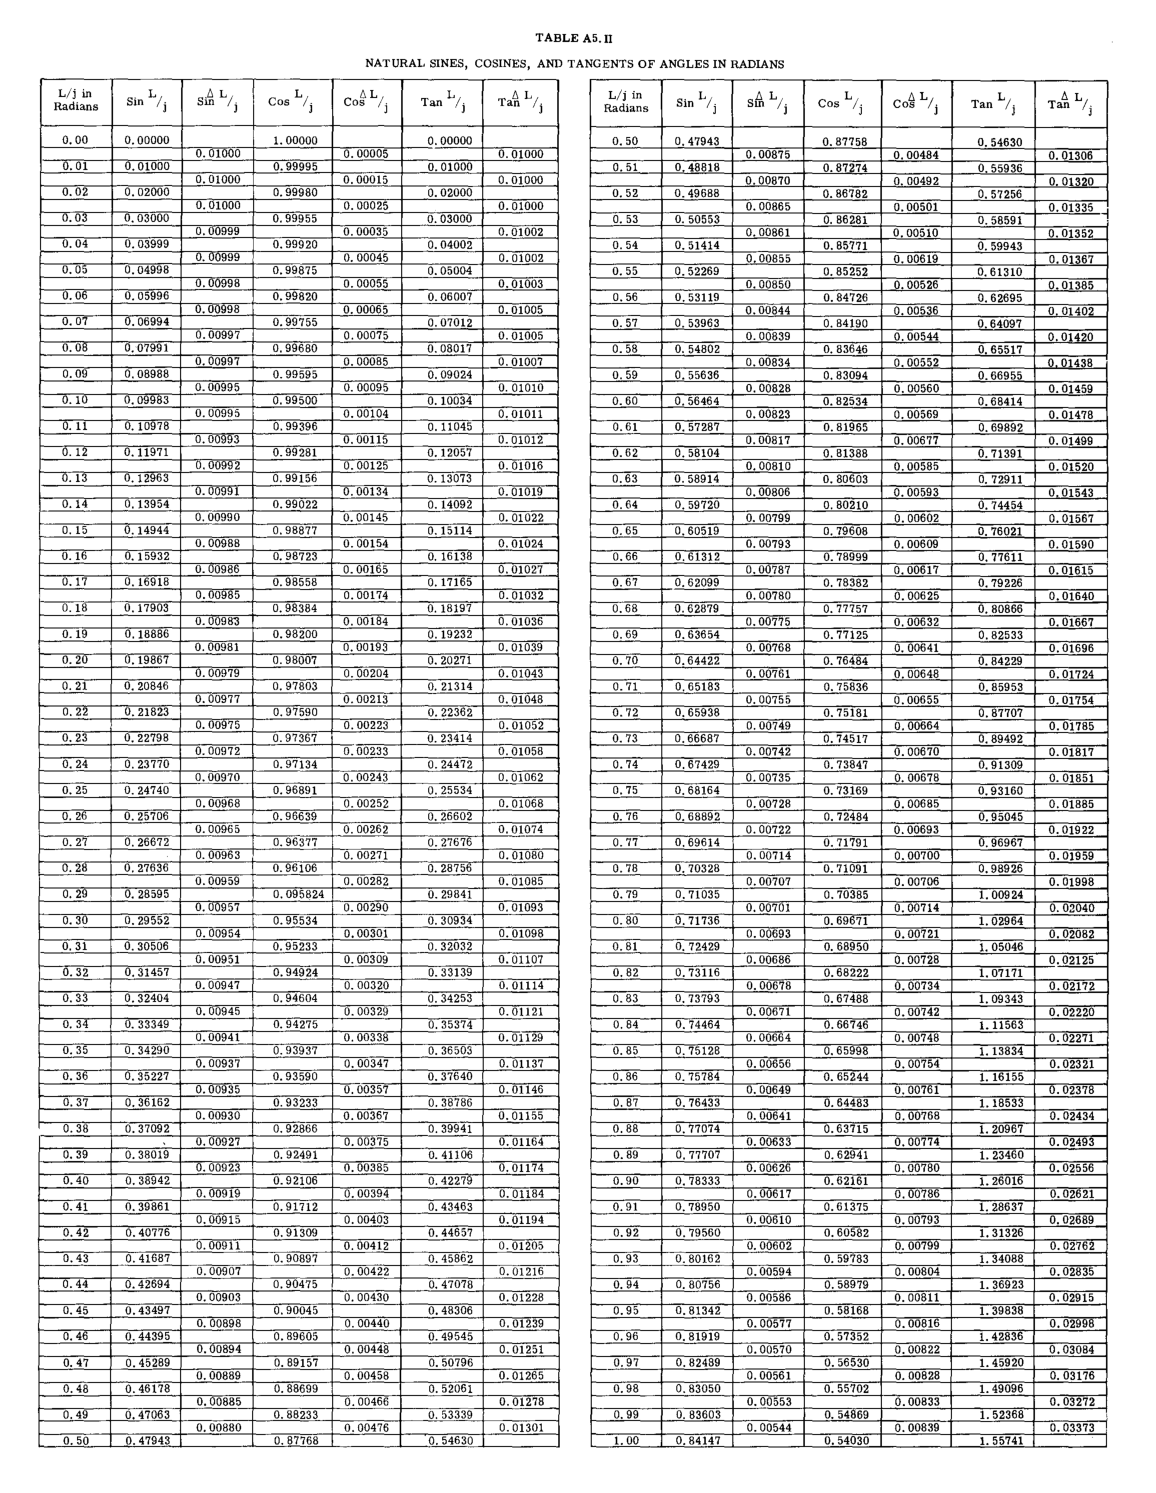 TABLE A5.II
NATURAL SINES, COSINES, AND TANGENTS OF ANGLES IN RADIANS
L/j in Radians Sin L/j Δ Sin L/j Cos L/j Δ Cos L/j Tan L/j Δ Tan L/j
0.00 0.00000 1.00000 0.00000
0.01000 0.00005 0.01000
0.01 0.01000 0.99995 0.01000
0.01000 0.00015 0.01000
0.02 0.02000 0.99980 0.02000
0.01000 0.00025 0.01000
0.03 0.03000 0.99955 0.03000
0.00999 0.00035 0.01002
0.04 0.03999 0.99920 0.04002
0.00999 0.00045 0.01002
0.05 0.04998 0.99875 0.05004
0.00998 0.00055 0.01003
0.06 0.05996 0.99820 0.06007
0.00998 0.00065 0.01005
0.07 0.06994 0.99755 0.07012
0.00997 0.00075 0.01005
0.08 0.07991 0.99680 0.08017
0.00997 0.00085 0.01007
0.09 0.08988 0.99595 0.09024
0.00995 0.00095 0.01010
0.10 0.09983 0.99500 0.10034
0.00995 0.00104 0.01011
0.11 0.10978 0.99396 0.11045
0.00993 0.00115 0.01012
0.12 0.11971 0.99281 0.12057
0.00992 0.00125 0.01016
0.13 0.12963 0.99156 0.13073
0.00991 0.00134 0.01019
0.14 0.13954 0.99022 0.14092
0.00990 0.00145 0.01022
0.15 0.14944 0.98877 0.15114
0.00988 0.00154 0.01024
0.16 0.15932 0.98723 0.16138
0.00986 0.00165 0.01027
0.17 0.16918 0.98558 0.17165
0.00985 0.00174 0.01032
0.18 0.17903 0.98384 0.18197
0.00983 0.00184 0.01036
0.19 0.18886 0.98200 0.19232
0.00981 0.00193 0.01039
0.20 0.19867 0.98007 0.20271
0.00979 0.00204 0.01043
0.21 0.20846 0.97803 0.21314
0.00977 0.00213 0.01048
0.22 0.21823 0.97590 0.22362
0.00975 0.00223 0.01052
0.23 0.22798 0.97367 0.23414
0.00972 0.00233 0.01058
0.24 0.23770 0.97134 0.24472
0.00970 0.00243 0.01062
0.25 0.24740 0.96891 0.25534
0.00968 0.00252 0.01068
0.26 0.25706 0.96639 0.26602
0.00965 0.00262 0.01074
0.27 0.26672 0.96377 0.27676
0.00963 0.00271 0.01080
0.28 0.27636 0.96106 0.28756
0.00959 0.00282 0.01085
0.29 0.28595 0.095824 0.29841
0.00957 0.00290 0.01093
0.30 0.29552 0.95534 0.30934
0.00954 0.00301 0.01098
0.31 0.30506 0.95233 0.32032
0.00951 0.00309 0.01107
0.32 0.31457 0.94924 0.33139
0.00947 0.00320 0.01114
0.33 0.32404 0.94604 0.34253
0.00945 0.00329 0.01121
0.34 0.33349 0.94275 0.35374
0.00941 0.00338 0.01129
0.35 0.34290 0.93937 0.36503
0.00937 0.00347 0.01137
0.36 0.35227 0.93590 0.37640
0.00935 0.00357 0.01146
0.37 0.36162 0.93233 0.38786
0.00930 0.00367 0.01155
0.38 0.37092 0.92866 0.39941
0.00927 0.00375 0.01164
0.39 0.38019 0.92491 0.41106
0.00923 0.00385 0.01174
0.40 0.38942 0.92106 0.42279
0.00919 0.00394 0.01184
0.41 0.39861 0.91712 0.43463
0.00915 0.00403 0.01194
0.42 0.40776 0.91309 0.44657
0.00911 0.00412 0.01205
0.43 0.41687 0.90897 0.45862
0.00907 0.00422 0.01216
0.44 0.42694 0.90475 0.47078
0.00903 0.00430 0.01228
0.45 0.43497 0.90045 0.48306
0.00898 0.00440 0.01239
0.46 0.44395 0.89605 0.49545
0.00894 0.00448 0.01251
0.47 0.45289 0.89157 0.50796
0.00889 0.00458 0.01265
0.48 0.46178 0.88699 0.52061
0.00885 0.00466 0.01278
0.49 0.47063 0.88233 0.53339
0.00880 0.00476 0.01301
0.50 0.47943 0.87768 0.54630
L/j in Radians Sin L/j Δ Sin L/j Cos L/j Δ Cos L/j Tan L/j Δ Tan L/j
0.50 0.47943 0.87758 0.54630
0.00875 0.00484 0.01306
0.51 0.48818 0.87274 0.55936
0.00870 0.00492 0.01320
0.52 0.49688 0.86782 0.57256
0.00865 0.00501 0.01335
0.53 0.50553 0.86281 0.58591
0.00861 0.00510 0.01352
0.54 0.51414 0.85771 0.59943
0.00855 0.00619 0.01367
0.55 0.52269 0.85252 0.61310
0.00850 0.00526 0.01385
0.56 0.53119 0.84726 0.62695
0.00844 0.00536 0.01402
0.57 0.53963 0.84190 0.64097
0.00839 0.00544 0.01420
0.58 0.54802 0.83646 0.65517
0.00834 0.00552 0.01438
0.59 0.55636 0.83094 0.66955
0.00828 0.00560 0.01459
0.60 0.56464 0.82534 0.68414
0.00823 0.00569 0.01478
0.61 0.57287 0.81965 0.69892
0.00817 0.00677 0.01499
0.62 0.58104 0.81388 0.71391
0.00810 0.00585 0.01520
0.63 0.58914 0.80603 0.72911
0.00806 0.00593 0.01543
0.64 0.59720 0.80210 0.74454
0.00799 0.00602 0.01567
0.65 0.60519 0.79608 0.76021
0.00793 0.00609 0.01590
0.66 0.61312 0.78999 0.77611
0.00787 0.00617 0.01615
0.67 0.62099 0.78382 0.79226
0.00780 0.00625 0.01640
0.68 0.62879 0.77757 0.80866
0.00775 0.00632 0.01667
0.69 0.63654 0.77125 0.82533
0.00768 0.00641 0.01696
0.70 0.64422 0.76484 0.84229
0.00761 0.00648 0.01724
0.71 0.65183 0.75836 0.85953
0.00755 0.00655 0.01754
0.72 0.65938 0.75181 0.87707
0.00749 0.00664 0.01785
0.73 0.66687 0.74517 0.89492
0.00742 0.00670 0.01817
0.74 0.67429 0.73847 0.91309
0.00735 0.00678 0.01851
0.75 0.68164 0.73169 0.93160
0.00728 0.00685 0.01885
0.76 0.68892 0.72484 0.95045
0.00722 0.00693 0.01922
0.77 0.69614 0.71791 0.96967
0.00714 0.00700 0.01959
0.78 0.70328 0.71091 0.98926
0.00707 0.00706 0.01998
0.79 0.71035 0.70385 1.00924
0.00701 0.00714 0.02040
0.80 0.71736 0.69671 1.02964
0.00693 0.00721 0.02082
0.81 0.72429 0.68950 1.05046
0.00686 0.00728 0.02125
0.82 0.73116 0.68222 1.07171
0.00678 0.00734 0.02172
0.83 0.73793 0.67488 1.09343
0.00671 0.00742 0.02220
0.84 0.74464 0.66746 1.11563
0.00664 0.00748 0.02271
0.85 0.75128 0.65998 1.13834
0.00656 0.00754 0.02321
0.86 0.75784 0.65244 1.16155
0.00649 0.00761 0.02378
0.87 0.76433 0.64483 1.18533
0.00641 0.00768 0.02434
0.88 0.77074 0.63715 1.20967
0.00633 0.00774 0.02493
0.89 0.77707 0.62941 1.23460
0.00626 0.00780 0.02556
0.90 0.78333 0.62161 1.26016
0.00617 0.00786 0.02621
0.91 0.78950 0.61375 1.28637
0.00610 0.00793 0.02689
0.92 0.79560 0.60582 1.31326
0.00602 0.00799 0.02762
0.93 0.80162 0.59783 1.34088
0.00594 0.00804 0.02835
0.94 0.80756 0.58979 1.36923
0.00586 0.00811 0.02915
0.95 0.81342 0.58168 1.39838
0.00577 0.00816 0.02998
0.96 0.81919 0.57352 1.42836
0.00570 0.00822 0.03084
0.97 0.82489 0.56530 1.45920
0.00561 0.00828 0.03176
0.98 0.83050 0.55702 1.49096
0.00553 0.00833 0.03272
0.99 0.83603 0.54869 1.52368
0.00544 0.00839 0.03373
1.00 0.84147 0.54030 1.55741